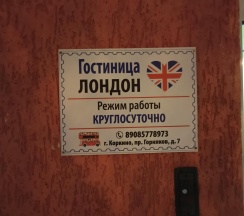 Гостиница
ЛОНДОН
Режим работы
КРУГЛОСУТОЧНО
89085778973
г. Коркино, пр. Горняков, д. 7